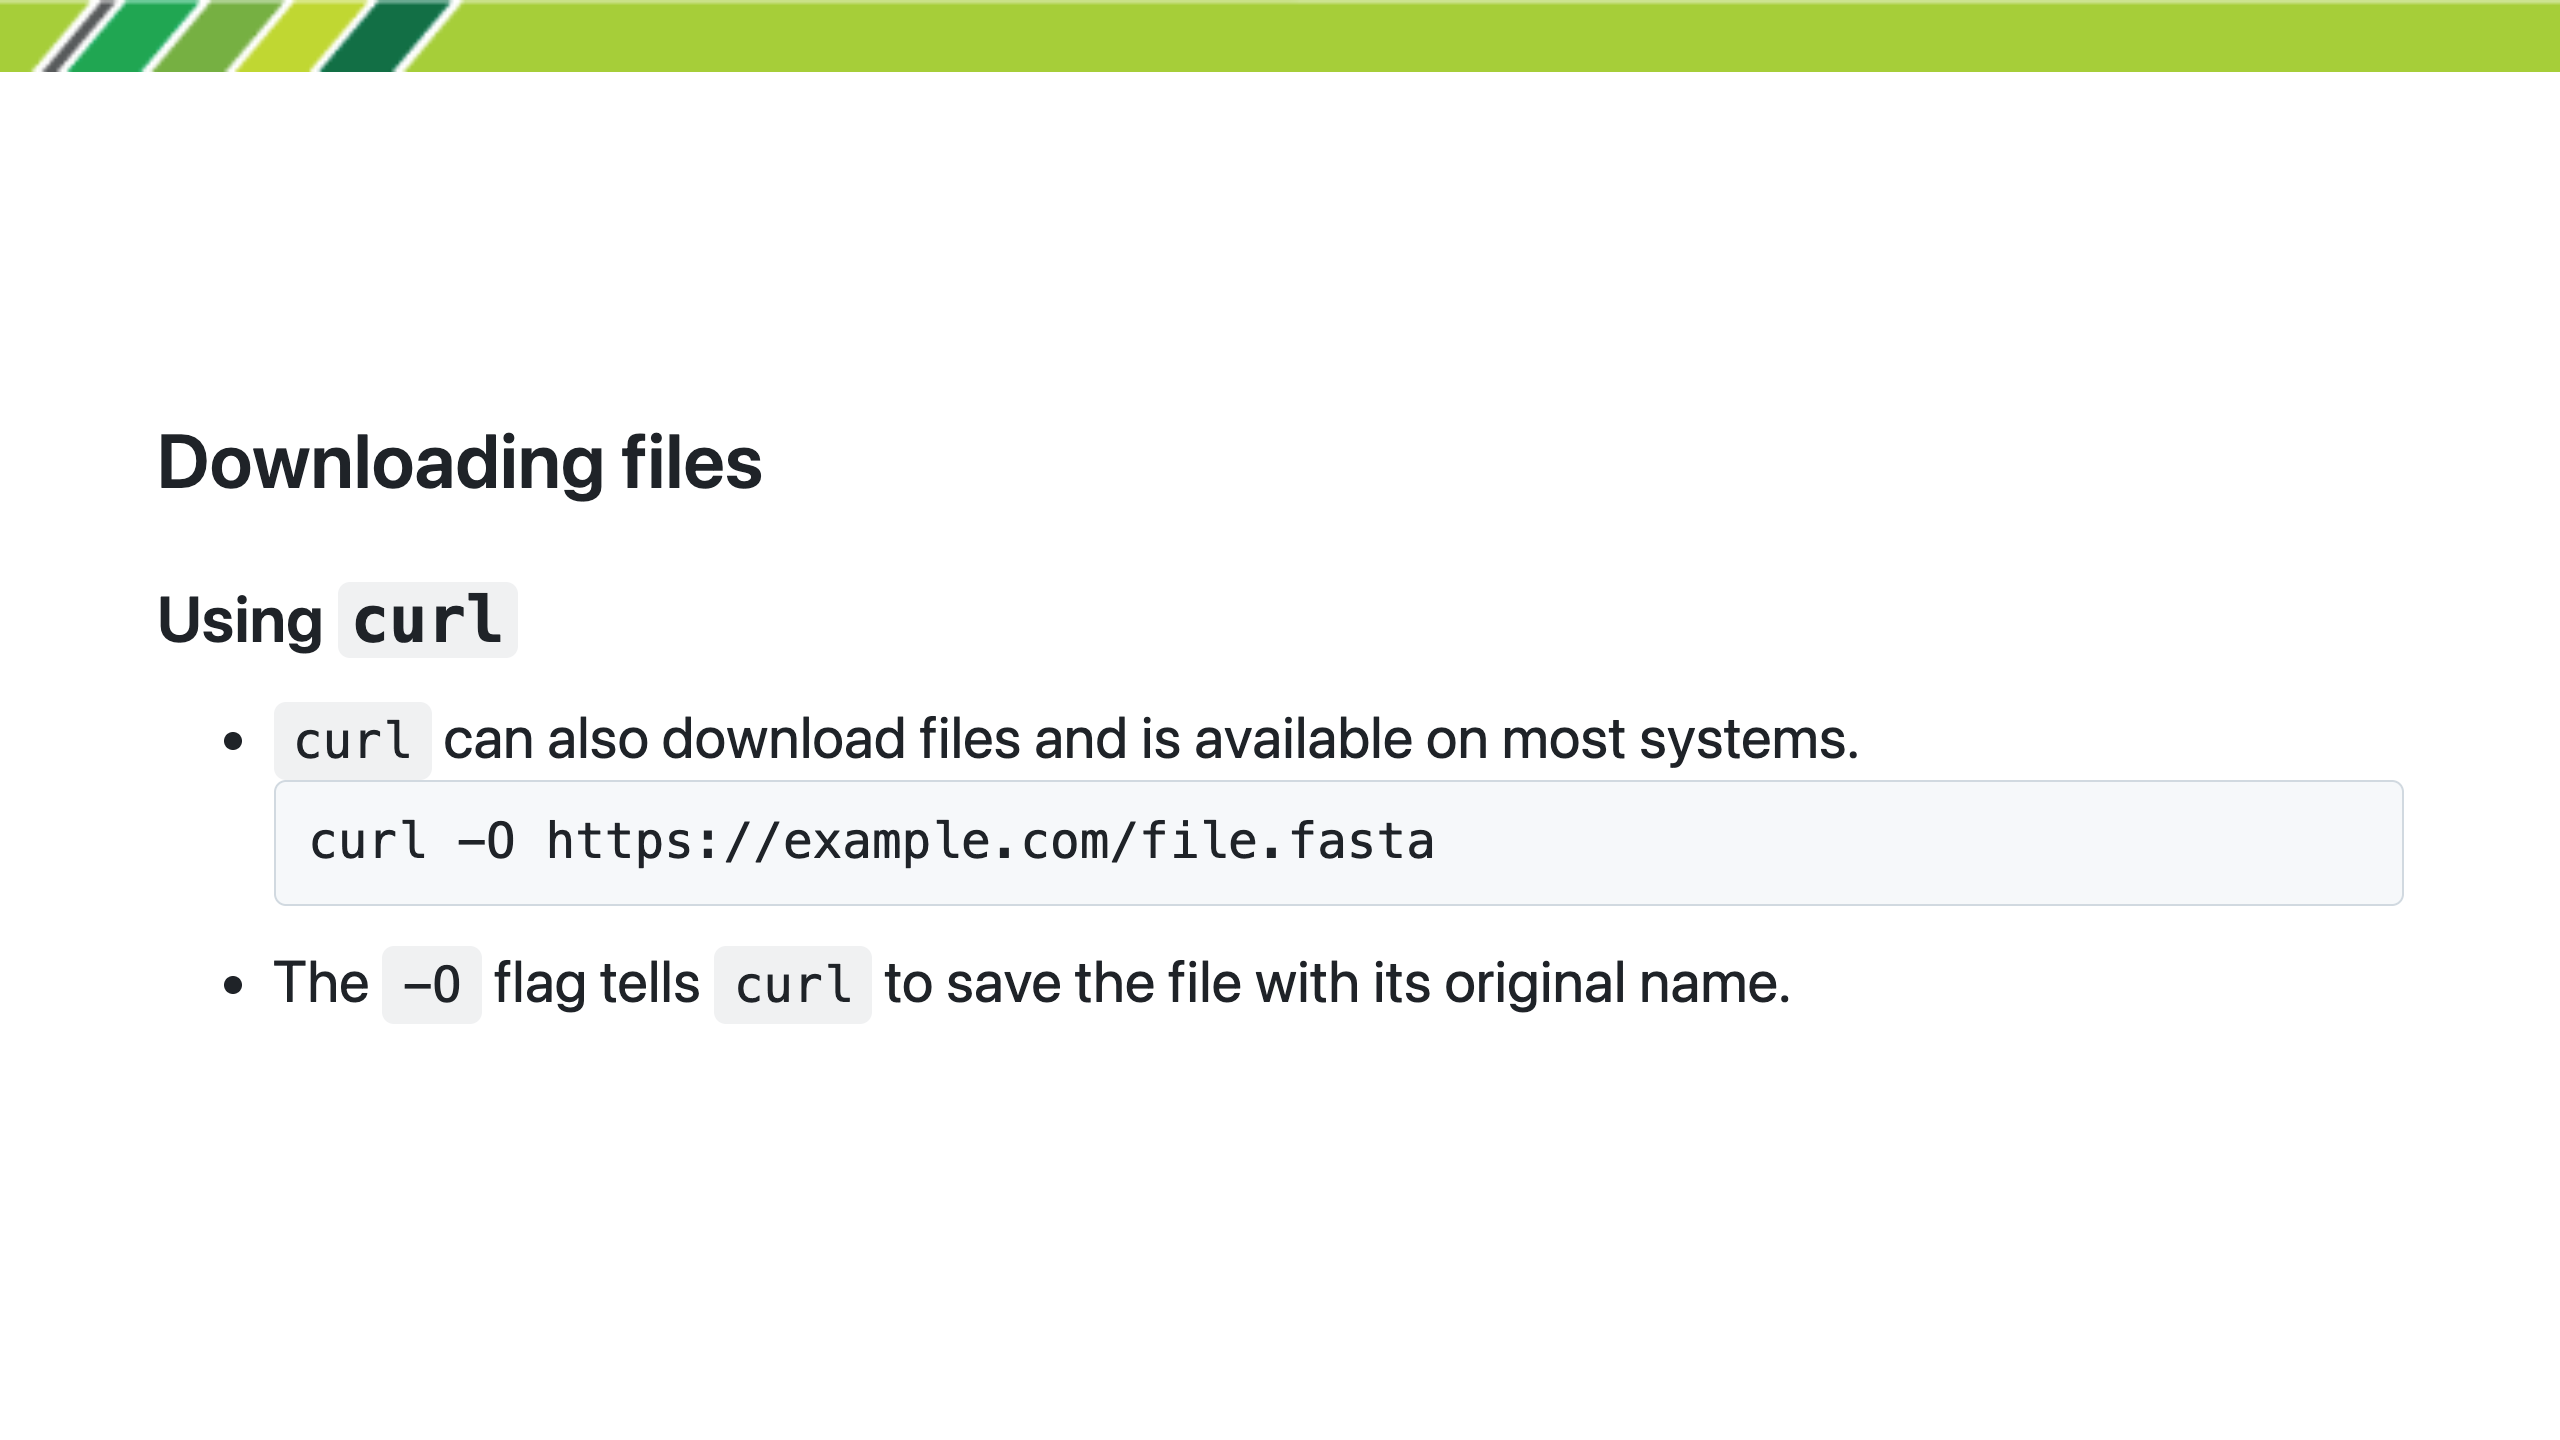 Downloading files
Using curl
• curl can also download files and is available on most systems.
curl -O https://example.com/file.fasta
• The -O flag tells curl to save the file with its original name.